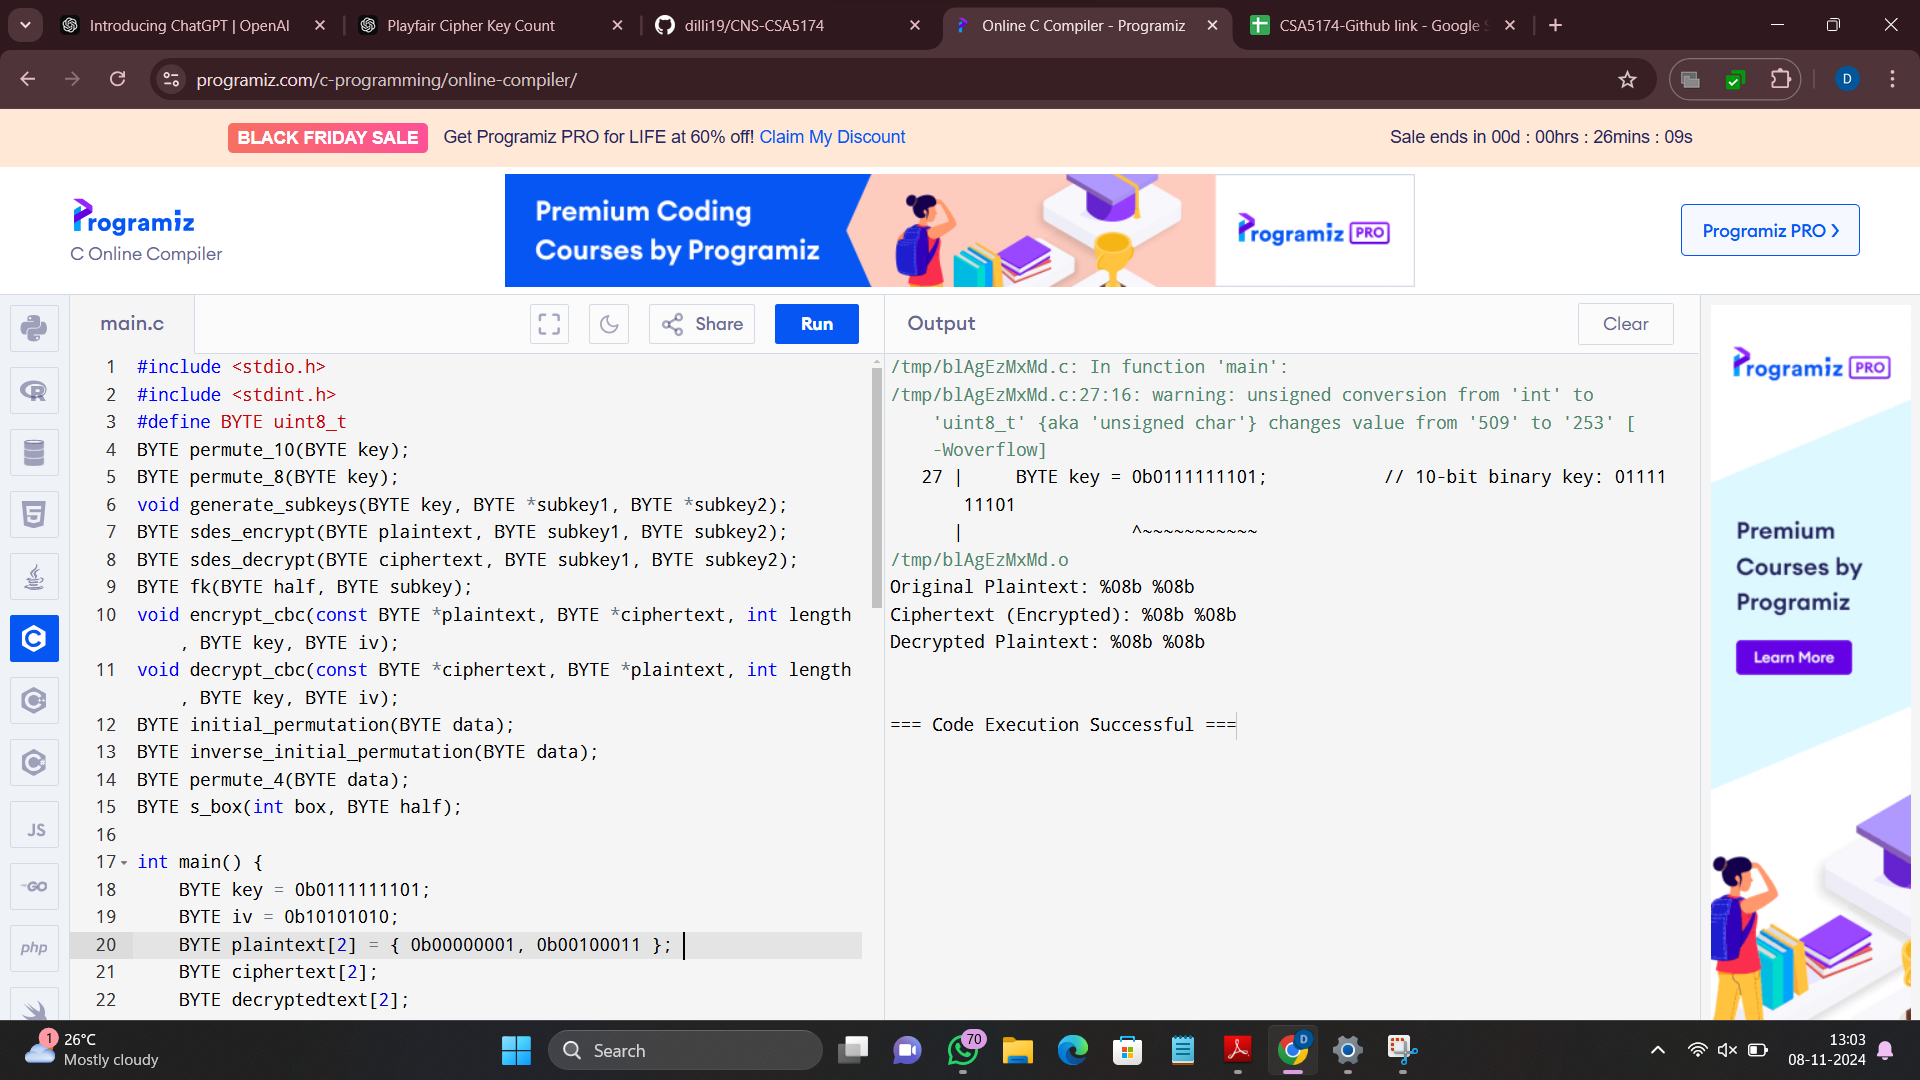 Introducing ChatGPT | OpenAI
Playfair Cipher Key Count
dilli19/CNS-CSA5174
Online C Compiler - Programiz
CSA5174-Github link - Google S
programiz.com/c-programming/online-compiler/
D
BLACK FRIDAY SALE Get Programiz PRO for LIFE at 60% off! Claim My Discount
Sale ends in 00d : 00hrs : 26mins : 09s
Programiz
C Online Compiler
Premium Coding
Courses by Programiz
Programiz PRO
Programiz PRO
main.c
Share
Run
Output
Clear
1 #include <stdio.h>
2 #include <stdint.h>
3 #define BYTE uint8_t
4 BYTE permute_10(BYTE key);
5 BYTE permute_8(BYTE key);
6 void generate_subkeys(BYTE key, BYTE *subkey1, BYTE *subkey2);
7 BYTE sdes_encrypt(BYTE plaintext, BYTE subkey1, BYTE subkey2);
8 BYTE sdes_decrypt(BYTE ciphertext, BYTE subkey1, BYTE subkey2);
9 BYTE fk(BYTE half, BYTE subkey);
10 void encrypt_cbc(const BYTE *plaintext, BYTE *ciphertext, int length
, BYTE key, BYTE iv);
11 void decrypt_cbc(const BYTE *ciphertext, BYTE *plaintext, int length
, BYTE key, BYTE iv);
12 BYTE initial_permutation(BYTE data);
13 BYTE inverse_initial_permutation(BYTE data);
14 BYTE permute_4(BYTE data);
15 BYTE s_box(int box, BYTE half);
16
17 int main() {
18 BYTE key = 0b0111111101;
19 BYTE iv = 0b10101010;
20 BYTE plaintext[2] = { 0b00000001, 0b00100011 };
21 BYTE ciphertext[2];
22 BYTE decryptedtext[2];
/tmp/blAgEzMxMd.c: In function 'main':
/tmp/blAgEzMxMd.c:27:16: warning: unsigned conversion from 'int' to
'uint8_t' {aka 'unsigned char'} changes value from '509' to '253' [
-Woverflow]
27 | BYTE key = 0b0111111101; // 10-bit binary key: 01111
11101
| ^~~~~~~~~~~~
/tmp/blAgEzMxMd.o
Original Plaintext: %08b %08b
Ciphertext (Encrypted): %08b %08b
Decrypted Plaintext: %08b %08b
=== Code Execution Successful ===
Programiz PRO
Premium
Courses by
Programiz
Learn More
JS
GO
php
1
26°C
Mostly cloudy
Search
70
D
13:03
08-11-2024